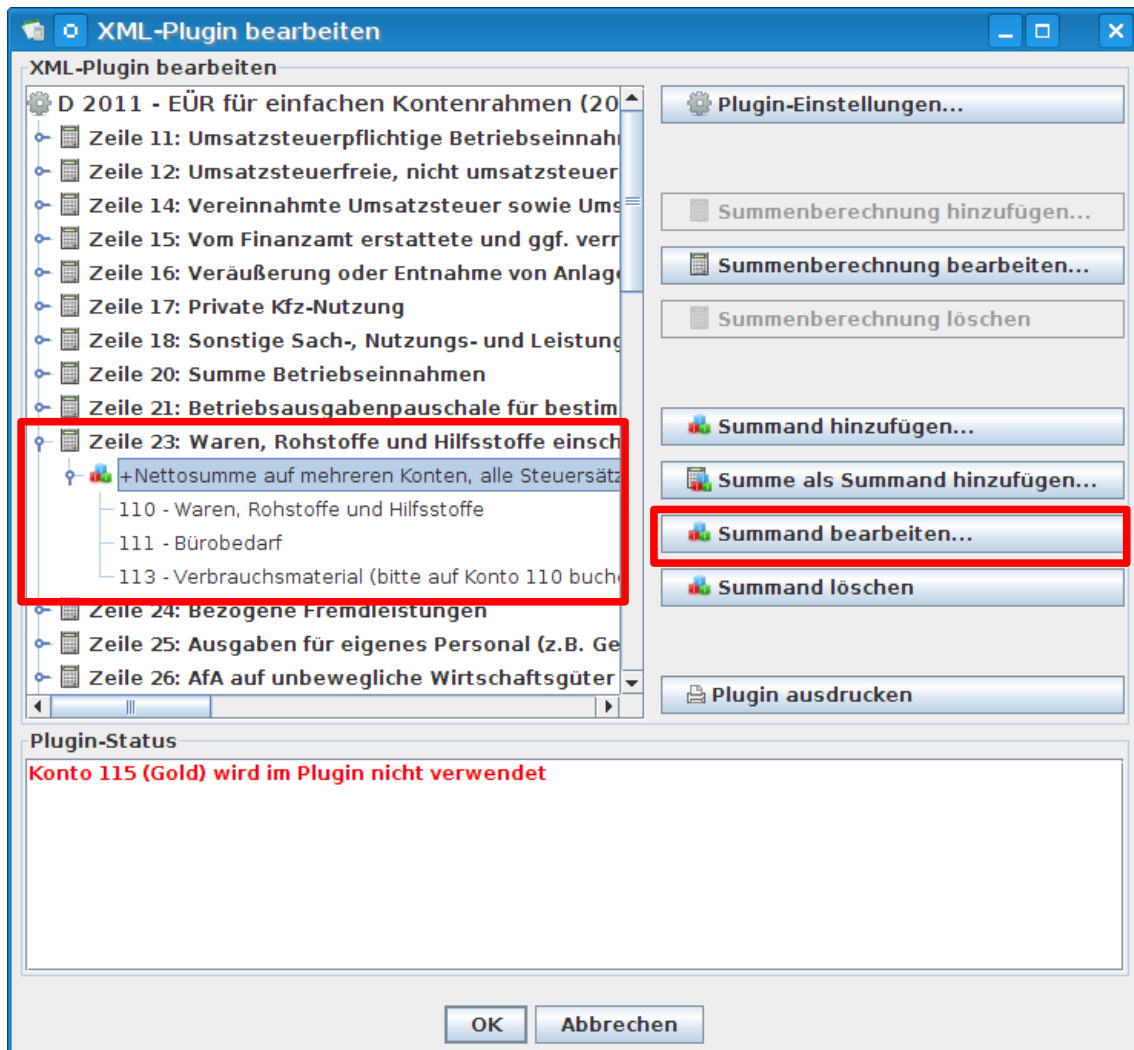 XML-Plugin bearbeiten
XML-Plugin bearbeiten
D 2011 - EÜR für einfachen Kontenrahmen (20
Zeile 11: Umsatzsteuerpflichtige Betriebseinnah
Zeile 12: Umsatzsteuerfreie, nicht umsatzsteuer
Zeile 14: Vereinnahmte Umsatzsteuer sowie Ums
Zeile 15: Vom Finanzamt erstattete und ggf. verr
Zeile 16: Veräußerung oder Entnahme von Anlage
Zeile 17: Private Kfz-Nutzung
Zeile 18: Sonstige Sach-, Nutzungs- und Leistung
Zeile 20: Summe Betriebseinnahmen
Zeile 21: Betriebsausgabenpauschale für bestim
Zeile 23: Waren, Rohstoffe und Hilfsstoffe einsch
+Nettosumme auf mehreren Konten, alle Steuersätz
110 - Waren, Rohstoffe und Hilfsstoffe
111 - Bürobedarf
113 - Verbrauchsmaterial (bitte auf Konto 110 buche
Zeile 24: Bezogene Fremdleistungen
Zeile 25: Ausgaben für eigenes Personal (z.B. Ge
Zeile 26: AfA auf unbewegliche Wirtschaftsgüter
Plugin-Einstellungen...
Summenberechnung hinzufügen...
Summenberechnung bearbeiten...
Summenberechnung löschen
Summand hinzufügen...
Summe als Summand hinzufügen...
Summand bearbeiten...
Summand löschen
Plugin ausdrucken
Plugin-Status
Konto 115 (Gold) wird im Plugin nicht verwendet
OK
Abbrechen